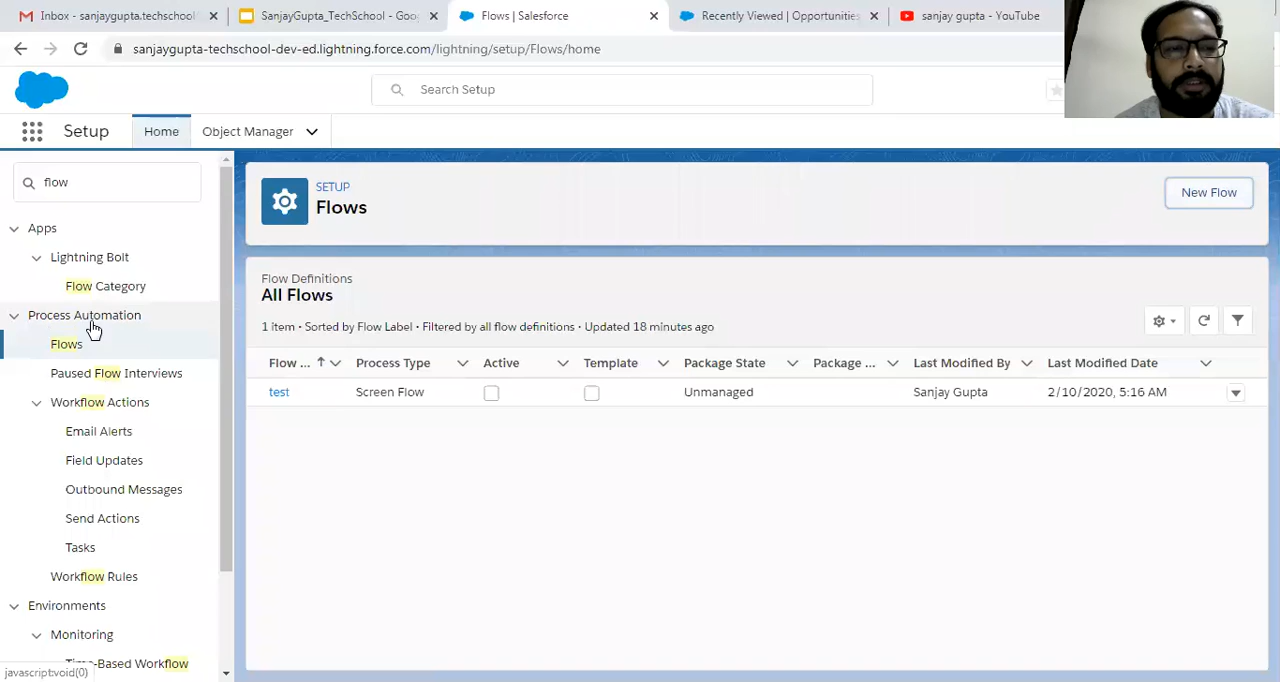 Inbox - sanjaygupta.techschool
SanjayGupta_TechSchool - Goo
Flows | Salesforce
Recently Viewed | Opportunities
sanjay gupta - YouTube
sanjaygupta-techschool-dev-ed.lightning.force.com/lightning/setup/Flows/home
Search Setup
Setup
Home
Object Manager
flow
Apps
Lightning Bolt
Flow Category
Process Automation
Flows
Paused Flow Interviews
Workflow Actions
Email Alerts
Field Updates
Outbound Messages
Send Actions
Tasks
Workflow Rules
Environments
Monitoring
Time-Based Workflow
javascript:void(0)
SETUP
Flows
New Flow
Flow Definitions
All Flows
1 item • Sorted by Flow Label • Filtered by all flow definitions • Updated 18 minutes ago
Flow ... Process Type Active Template Package State Package ... Last Modified By Last Modified Date
test Screen Flow Unmanaged Sanjay Gupta 2/10/2020, 5:16 AM